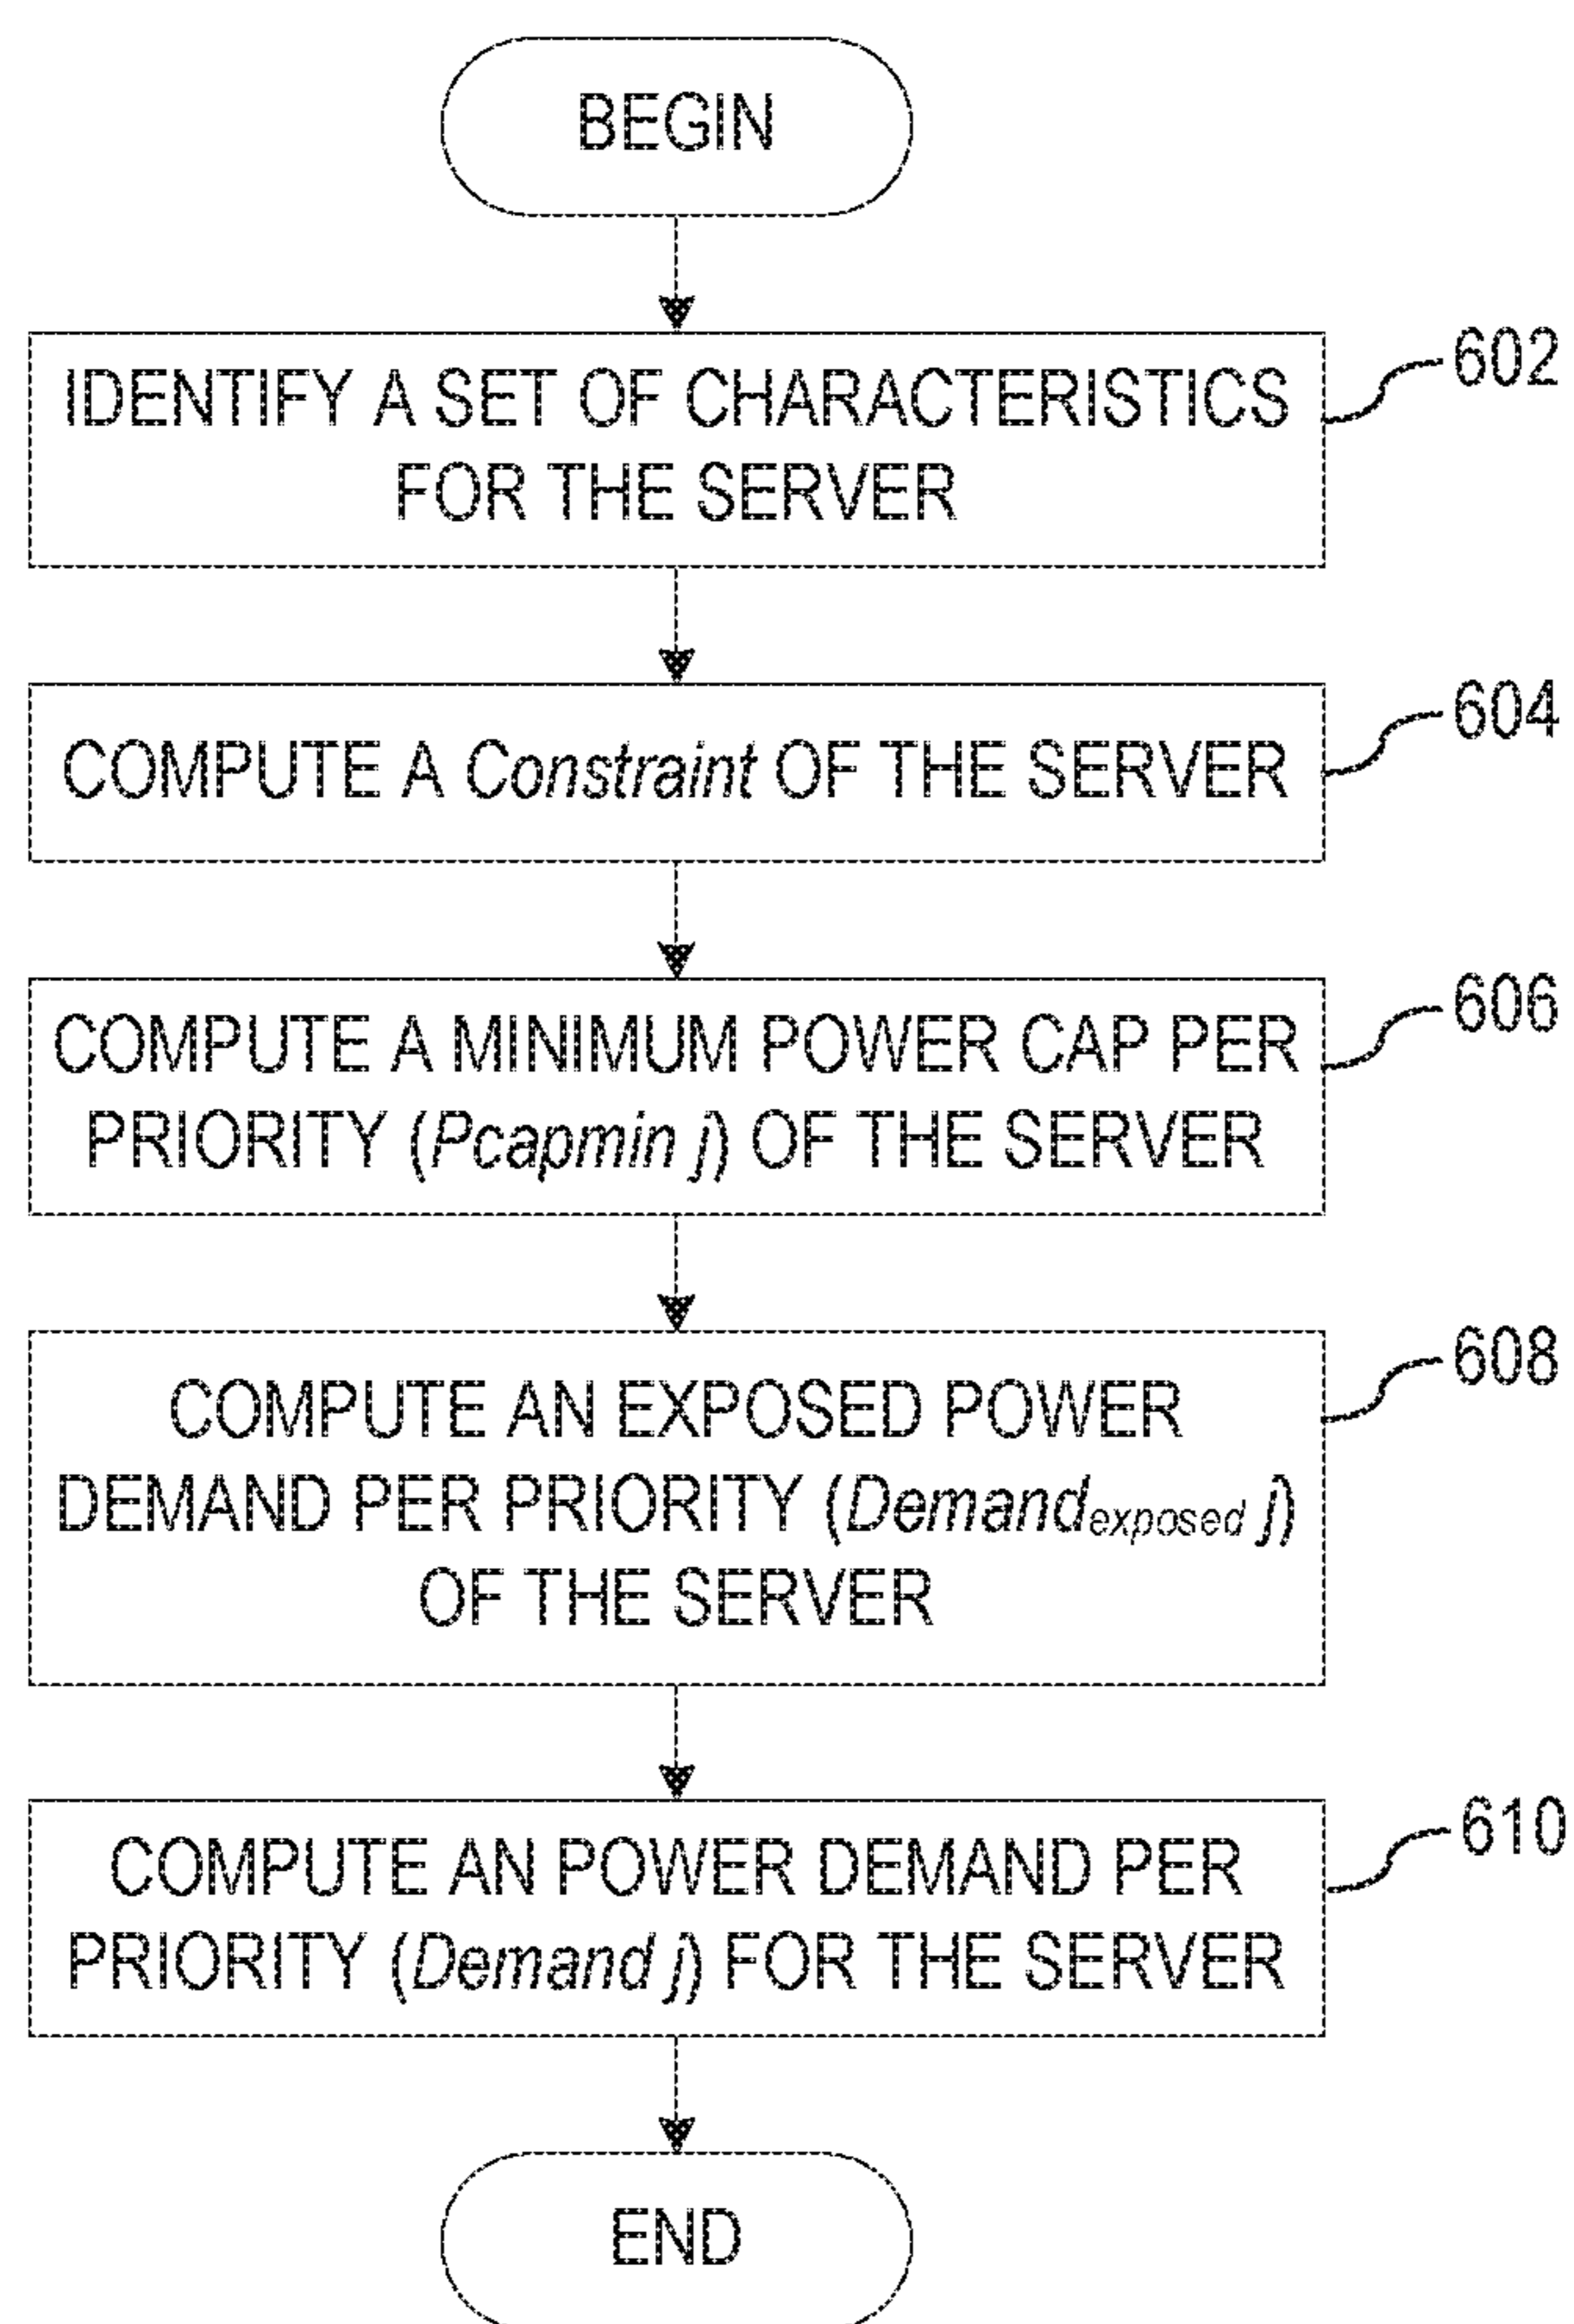 BEGIN
IDENTIFY A SET OF CHARACTERISTICS
FOR THE SERVER
602
COMPUTE A Constraint OF THE SERVER
604
COMPUTE A MINIMUM POWER CAP PER
PRIORITY (Pcapmin j) OF THE SERVER
606
COMPUTE AN EXPOSED POWER
DEMAND PER PRIORITY (Demandexposed j)
OF THE SERVER
608
COMPUTE AN POWER DEMAND PER
PRIORITY (Demand j) FOR THE SERVER
610
END